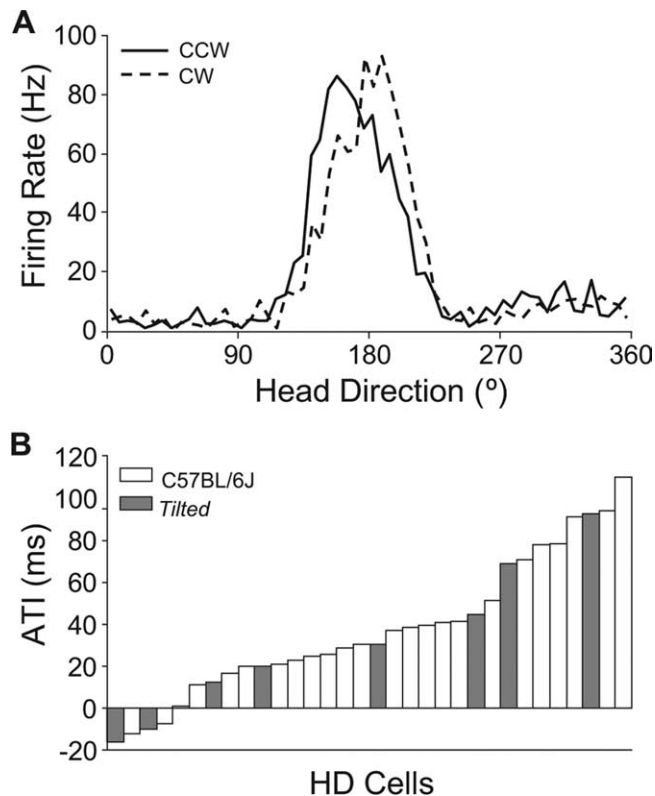 A
100
CCW
CW
80
60
40
20
0
Firing Rate (Hz)
0 90 180 270 360
Head Direction (º)
B
120
C57BL/6J
100
Tilted
80
60
40
20
0
-20
ATI (ms)
HD Cells